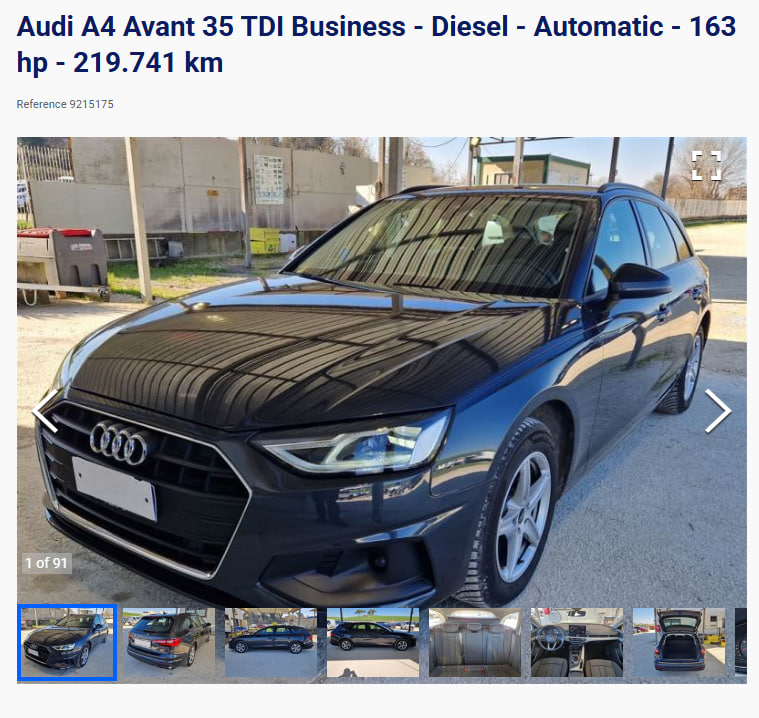 Audi A4 Avant 35 TDI Business - Diesel - Automatic - 163
hp - 219.741 km
Reference 9215175
1 of 91